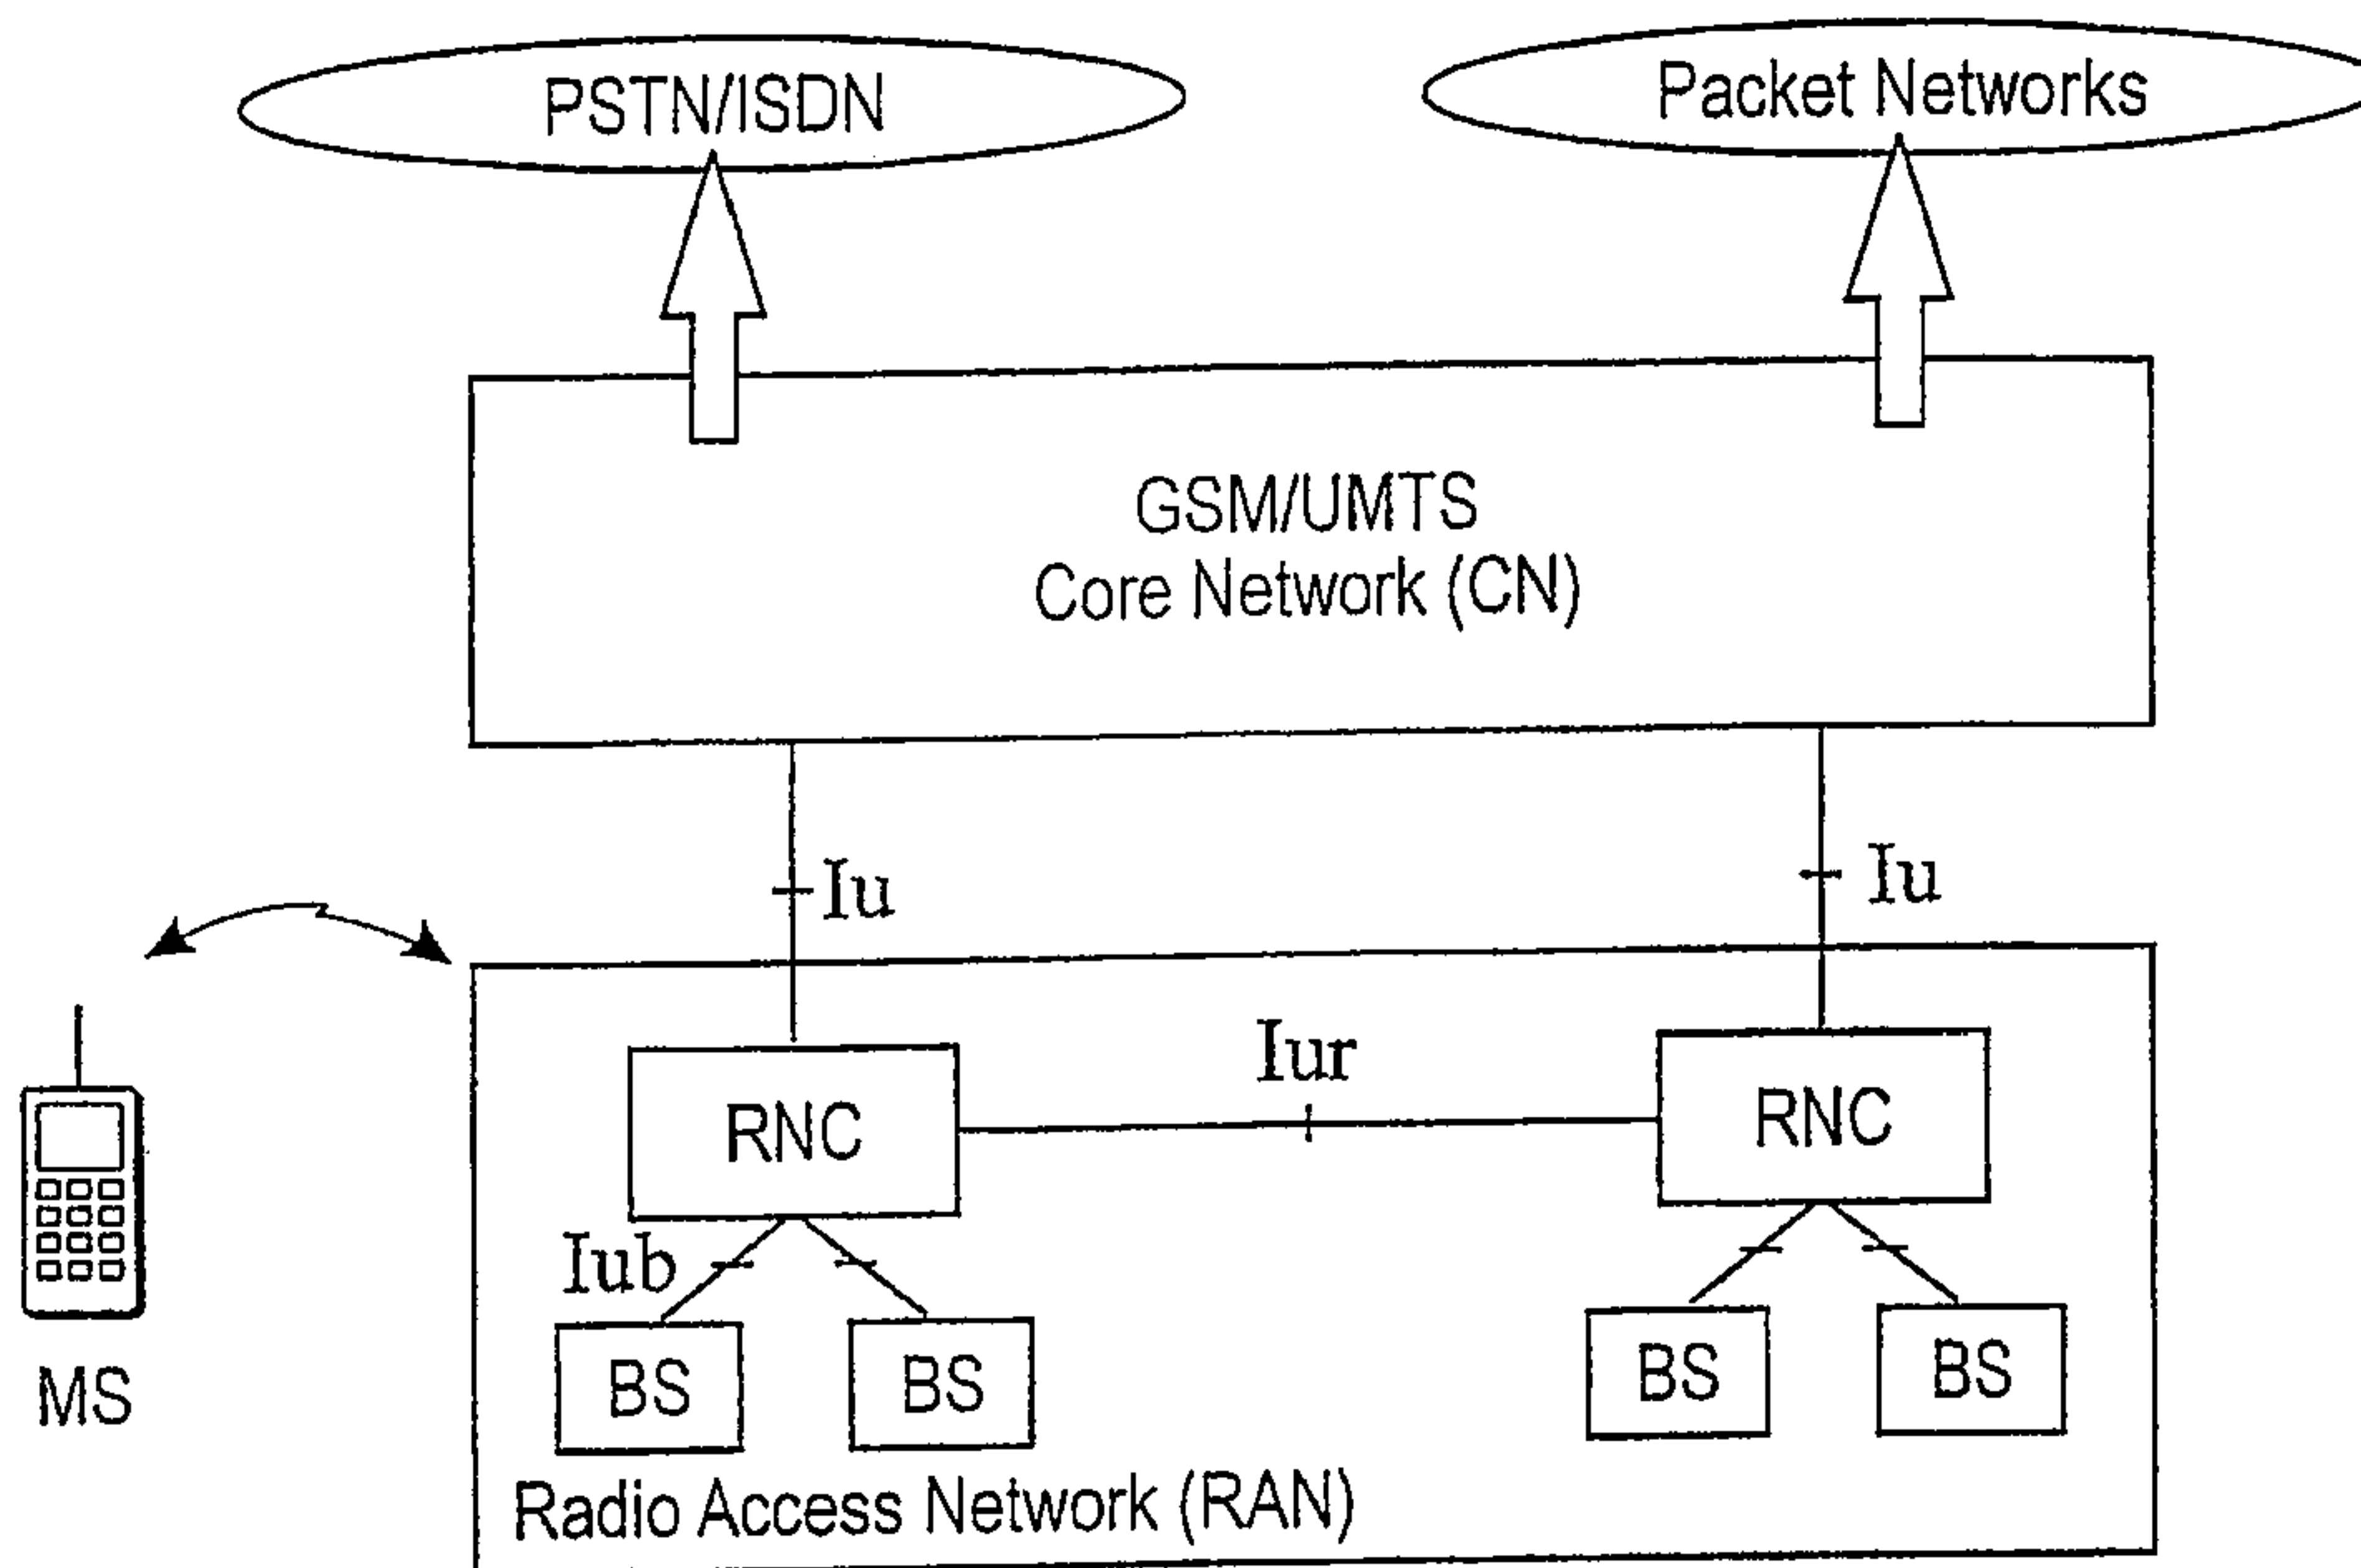 PSTN/ISDN
Packet Networks
GSM/UMTS
Core Network (CN)
Iu
Iu
Iur
RNC
RNC
Iub
BS
BS
BS
BS
MS
Radio Access Network (RAN)